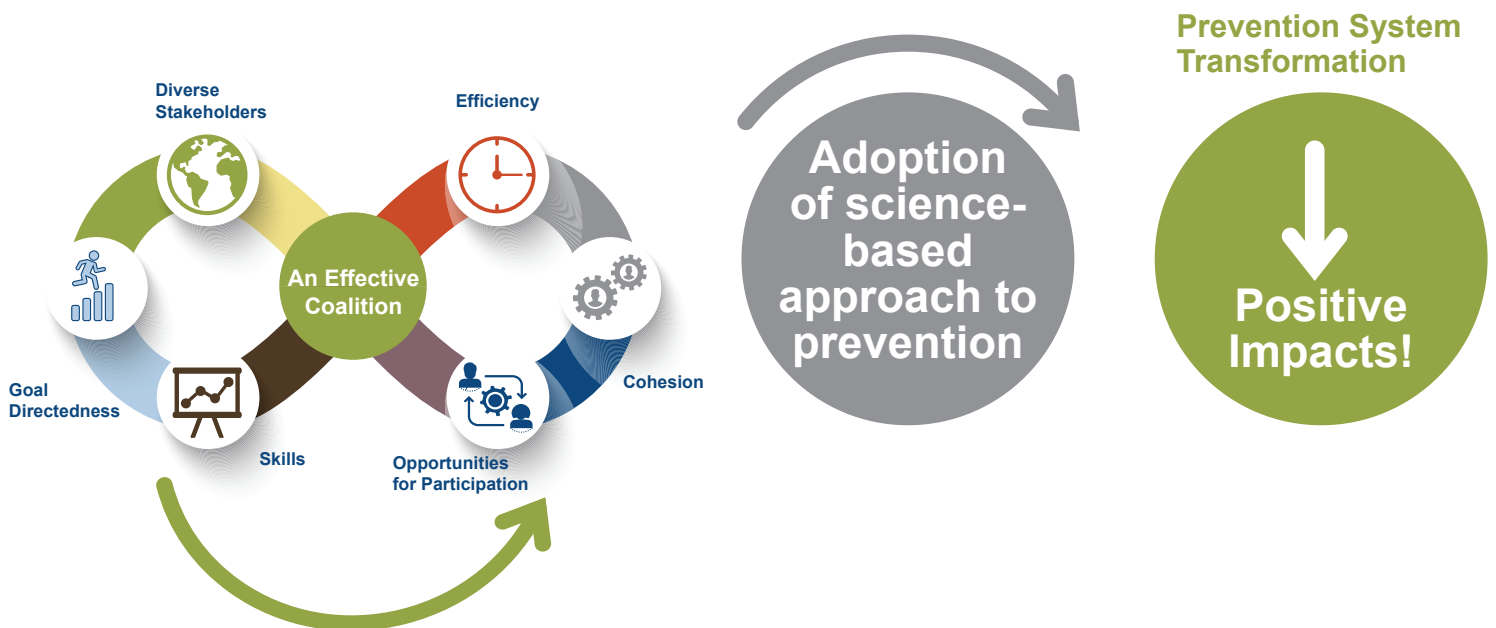 Diverse
Stakeholders
Efficiency
An Effective
Coalition
Goal
Directedness
Skills
Opportunities
for Participation
Cohesion
Adoption
of science-
based
approach to
prevention
Prevention System
Transformation
Positive
Impacts!